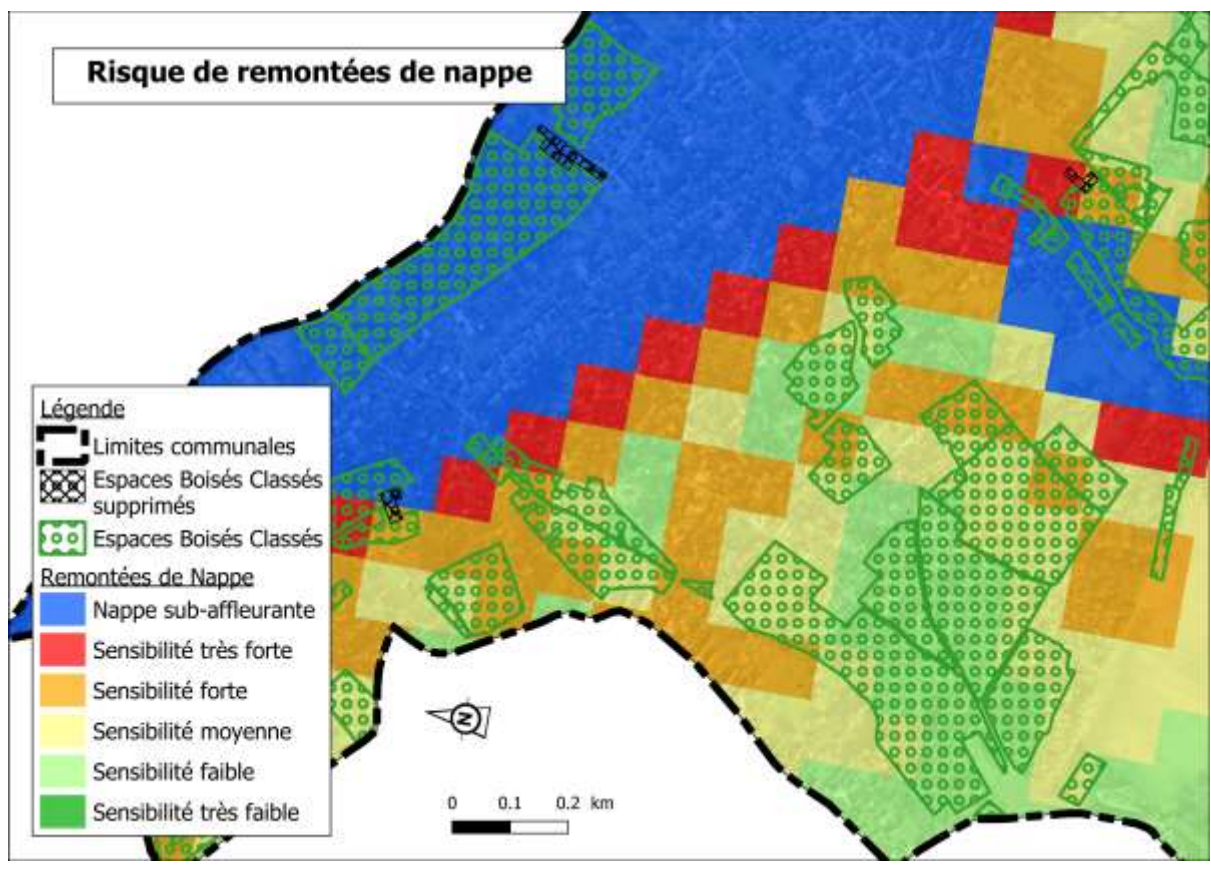 Risque de remontées de nappe
Légende
Limites communales
Espaces Boisés Classés
supprimés
Espaces Boisés Classés
Remontées de Nappe
Nappe sub-affleurante
Sensibilité très forte
Sensibilité forte
Sensibilité moyenne
Sensibilité faible
Sensibilité très faible
N
0 0.1 0.2 km